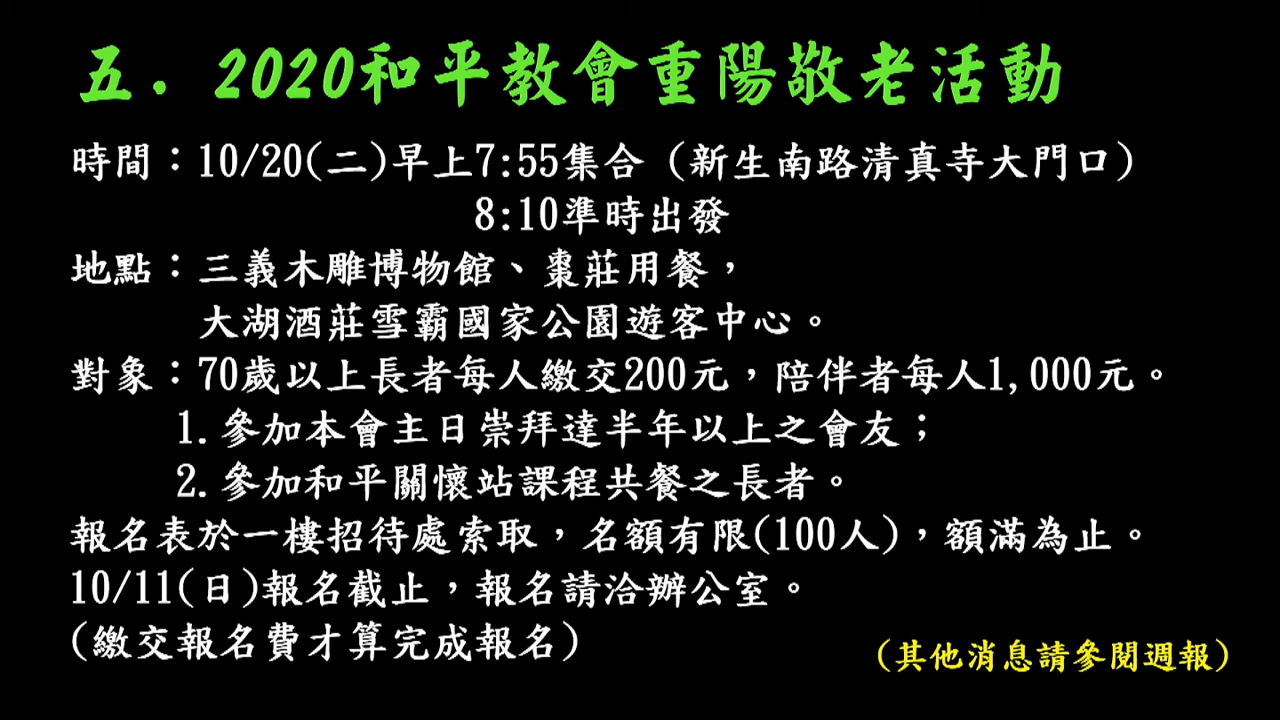 五．2020和平教會重陽敬老活動
時間：10/20(二)早上7:55集合 (新生南路清真寺大門口)
8:10準時出發
地點：三義木雕博物館、棗莊用餐，
大湖酒莊雪霸國家公園遊客中心。
對象：70歲以上長者每人繳交200元，陪伴者每人1,000元。
1.參加本會主日崇拜達半年以上之會友；
2.參加和平關懷站課程共餐之長者。
報名表於一樓招待處索取，名額有限(100人)，額滿為止。
10/11(日)報名截止，報名請洽辦公室。
(繳交報名費才算完成報名)
(其他消息請參閱週報)